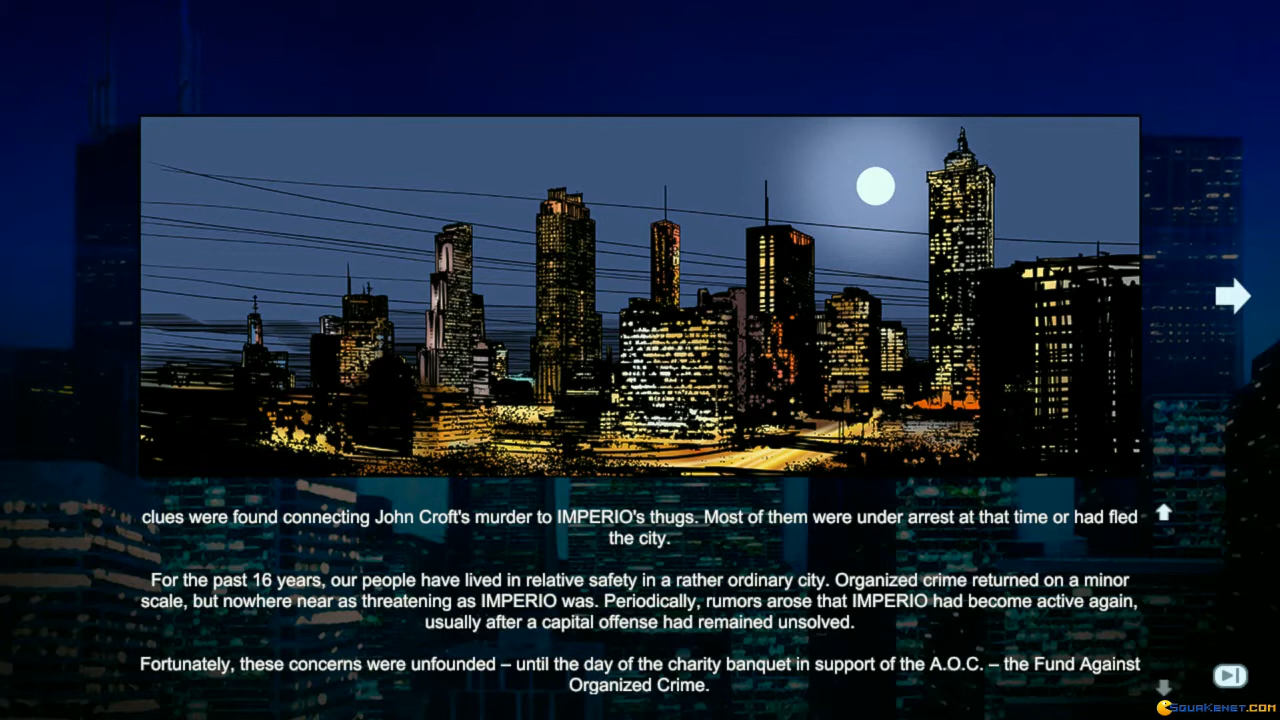 clues were found connecting John Croft's murder to IMPERIO's thugs. Most of them were under arrest at that time or had fled
the city.
For the past 16 years, our people have lived in relative safety in a rather ordinary city. Organized crime returned on a minor
scale, but nowhere near as threatening as IMPERIO was. Periodically, rumors arose that IMPERIO had become active again,
usually after a capital offense had remained unsolved.
Fortunately, these concerns were unfounded – until the day of the charity banquet in support of the A.O.C. – the Fund Against
Organized Crime.
SquaKeNet.com